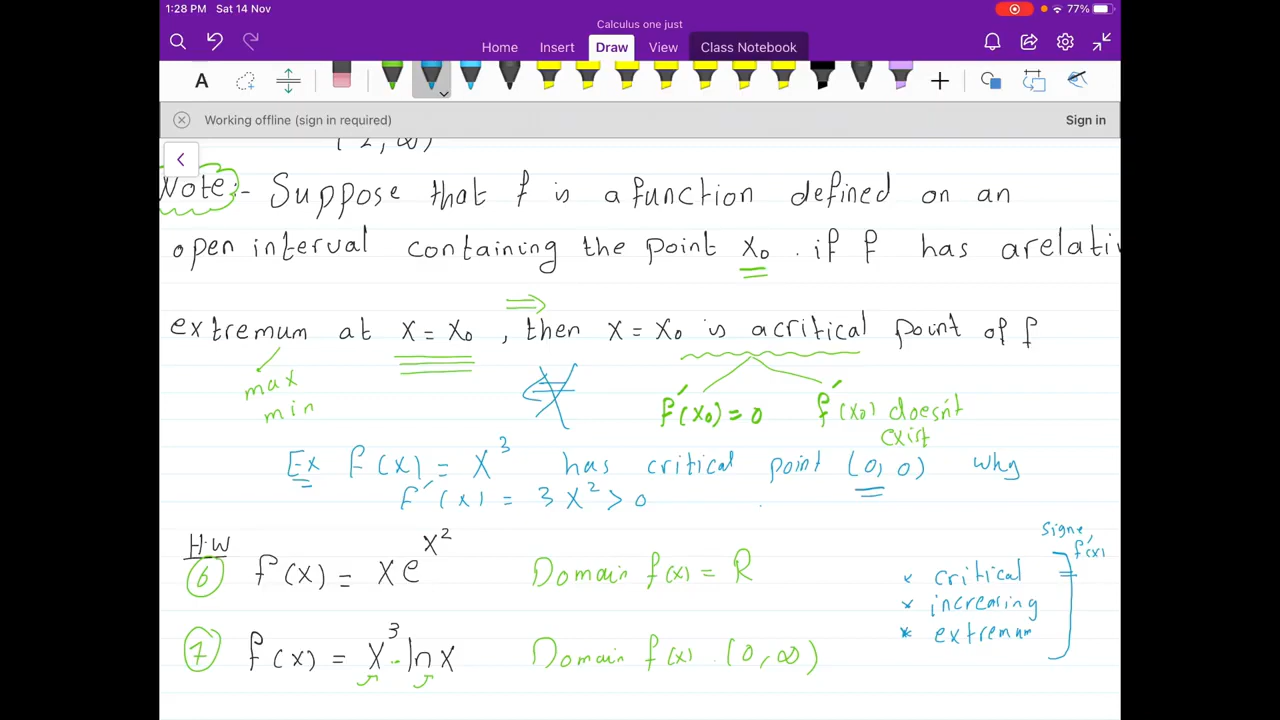 1:28 PM Sat 14 Nov
77%
Calculus one just
Home Insert Draw View Class Notebook
A
Working offline (sign in required)
Sign in
Note:- Suppose that f is a function defined on an
open interval containing the point x₀ . if f has a relati
extremum at x = x₀ , then x = x₀ is a critical point of f
max
min
f'(x₀) = 0
f'(x₀) doesn't
exist
Ex f(x) = x³ has critical point (0, 0) why
f'(x) = 3x² > 0
H.W
6 f(x) = x e^x² Domain f(x) = R
Signe
f'(x)
* critical
* increasing
* extremum
7 f(x) = x³ . ln x Domain f(x) . (0, ∞)